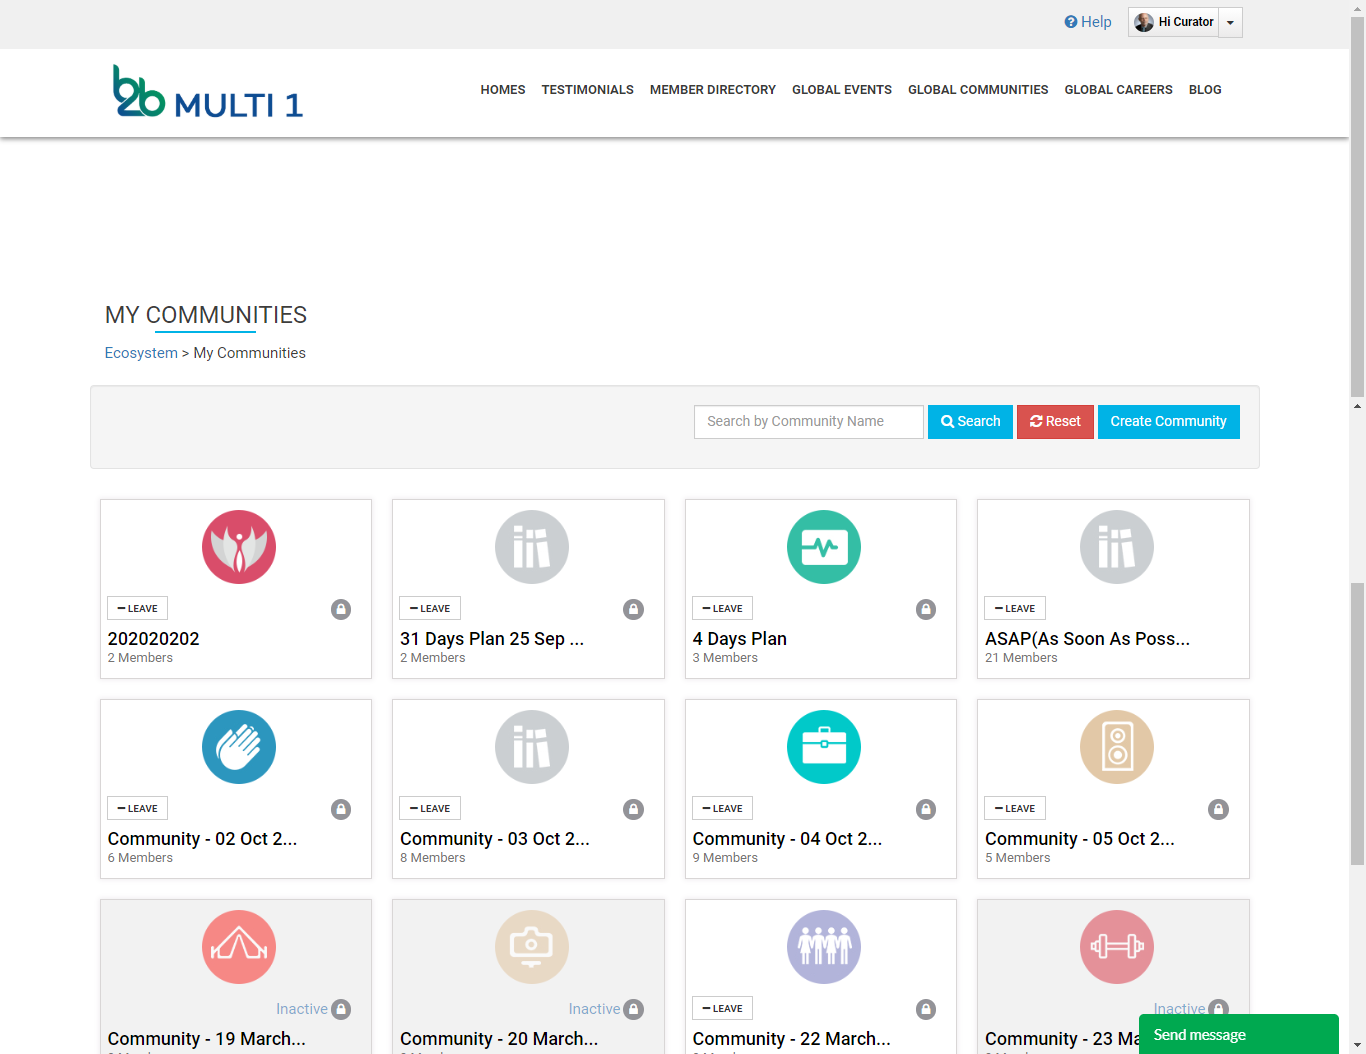 Help
Hi Curator
b2b MULTI 1
HOMES TESTIMONIALS MEMBER DIRECTORY GLOBAL EVENTS GLOBAL COMMUNITIES GLOBAL CAREERS BLOG
MY COMMUNITIES
Ecosystem > My Communities
Search by Community Name Search Reset Create Community
LEAVE
202020202
2 Members
LEAVE
31 Days Plan 25 Sep ...
2 Members
LEAVE
4 Days Plan
3 Members
LEAVE
ASAP(As Soon As Poss...
21 Members
LEAVE
Community - 02 Oct 2...
6 Members
LEAVE
Community - 03 Oct 2...
8 Members
LEAVE
Community - 04 Oct 2...
9 Members
LEAVE
Community - 05 Oct 2...
5 Members
Inactive
Community - 19 March...
Inactive
Community - 20 March...
LEAVE
Community - 22 March...
Inactive
Community - 23 Ma
Send message